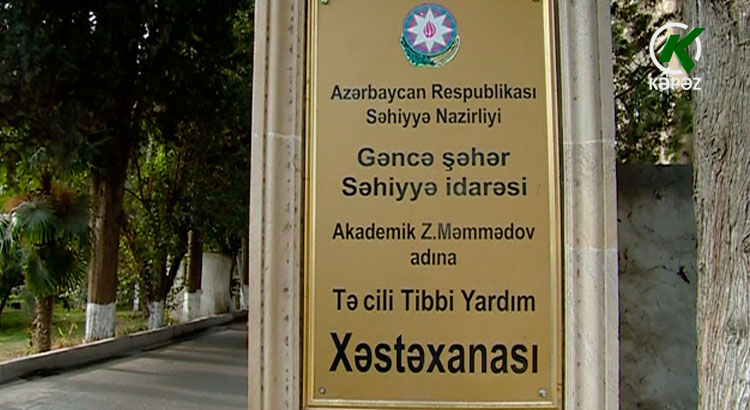 KƏPƏZ
Azərbaycan Respublikası
Səhiyyə Nazirliyi
Gəncə şəhər
Səhiyyə idarəsi
Akademik Z.Məmmədov
adına
Tə cili Tibbi Yardım
Xəstəxanası